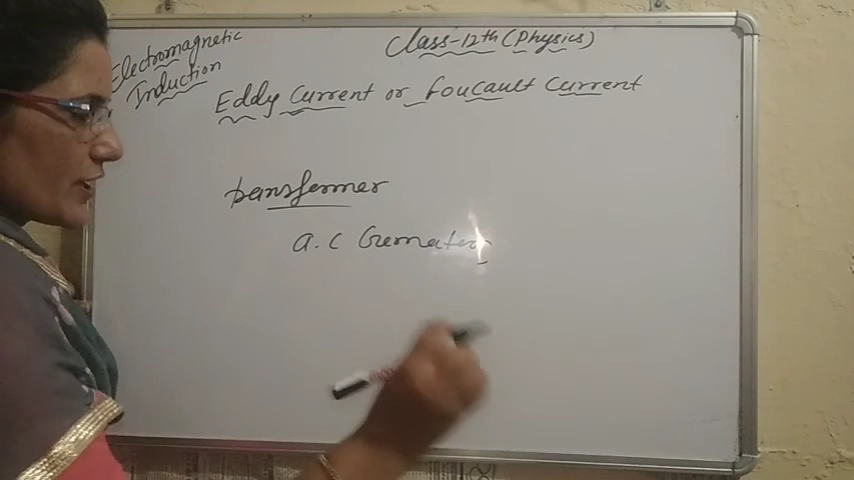 Electromagnetic
Induction
Class-12th (Physics)
Eddy Current or Foucault Current
transformer
a.c Generator